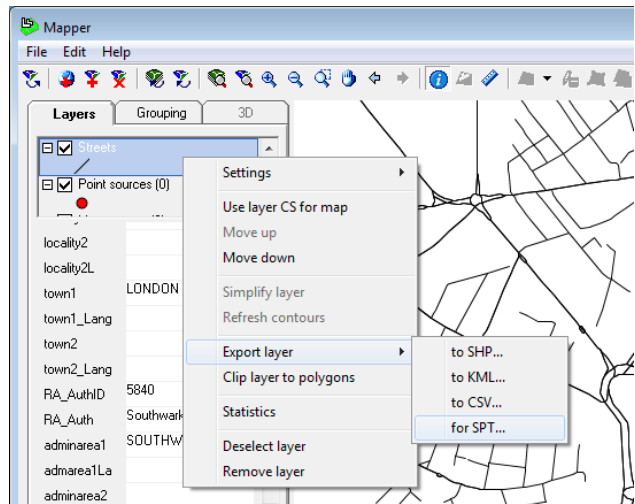 Mapper
File Edit Help
Layers Grouping 3D
Streets
Point sources (0)
locality2
locality2L
town1 LONDON
town1_Lang
town2
town2_Lang
RA_AuthID 5840
RA_Auth Southwark
adminarea1 SOUTHW
admarea1La
adminarea2
Settings
Use layer CS for map
Move up
Move down
Simplify layer
Refresh contours
Export layer
Clip layer to polygons
Statistics
Deselect layer
Remove layer
to SHP...
to KML...
to CSV...
for SPT...